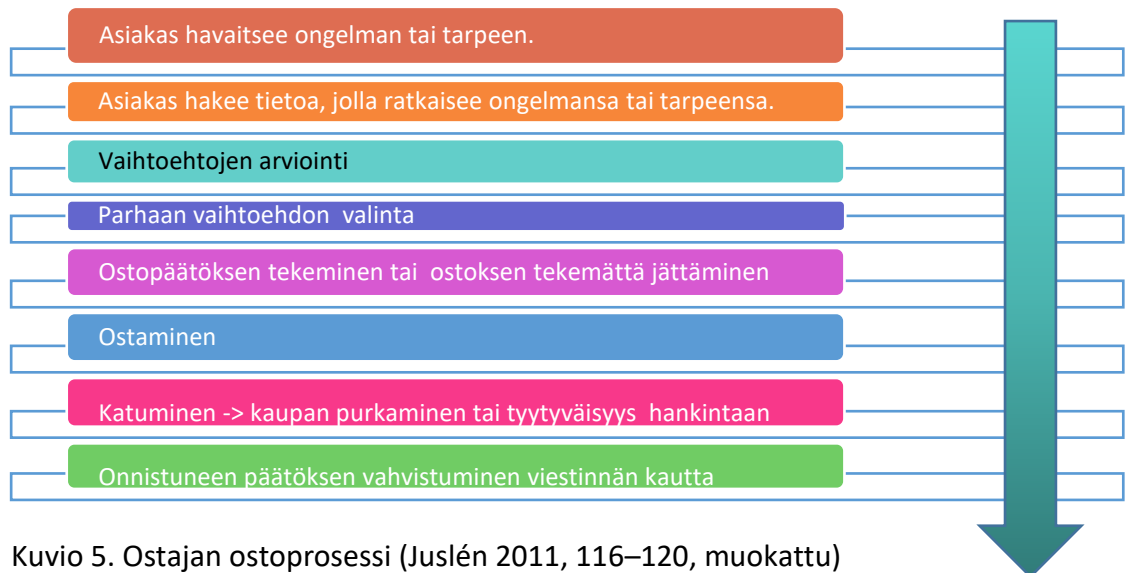 Asiakas havaitsee ongelman tai tarpeen.
Asiakas hakee tietoa, jolla ratkaisee ongelmansa tai tarpeensa.
Vaihtoehtojen arviointi
Parhaan vaihtoehdon valinta
Ostopäätöksen tekeminen tai ostoksen tekemättä jättäminen
Ostaminen
Katuminen -> kaupan purkaminen tai tyytyväisyys hankintaan
Onnistuneen päätöksen vahvistuminen viestinnän kautta
Kuvio 5. Ostajan ostoprosessi (Juslén 2011, 116–120, muokattu)